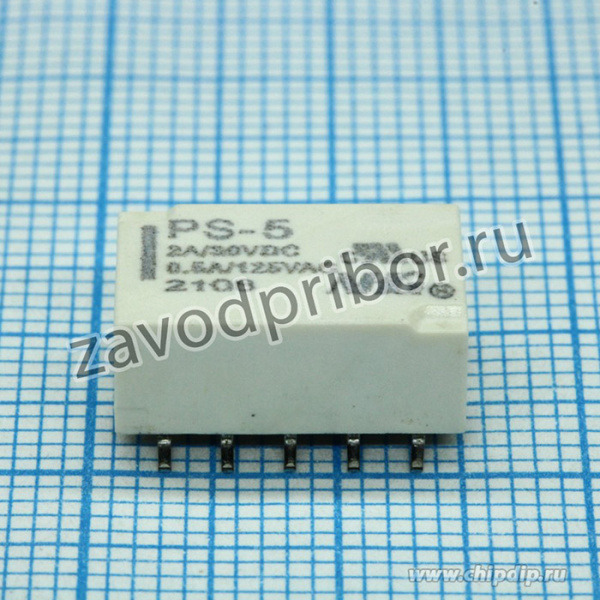 PS-5
2A/30VDC
0.5A/125VAC
2108
zavodpribor.ru
www.chipdip.ru